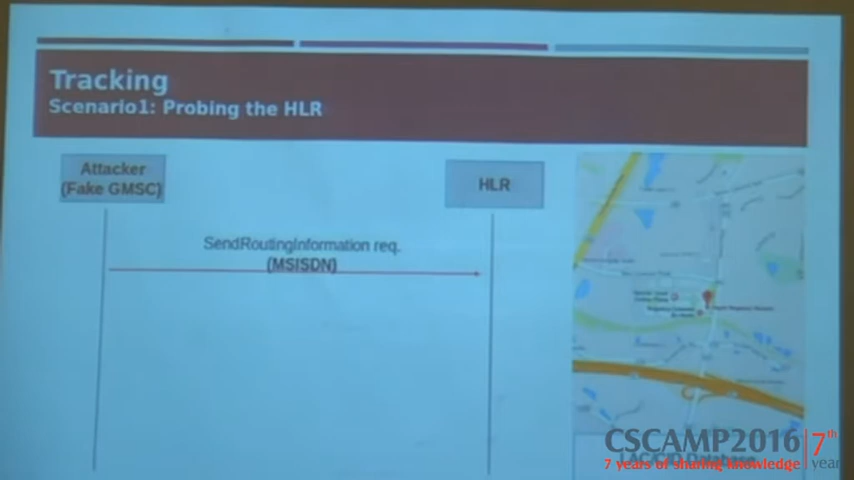 Tracking
Scenario1: Probing the HLR
Attacker
(Fake GMSC)
HLR
SendRoutingInformation req.
(MSISDN)
CSCAMP2016
7th
7 years of sharing knowledge
year
Database